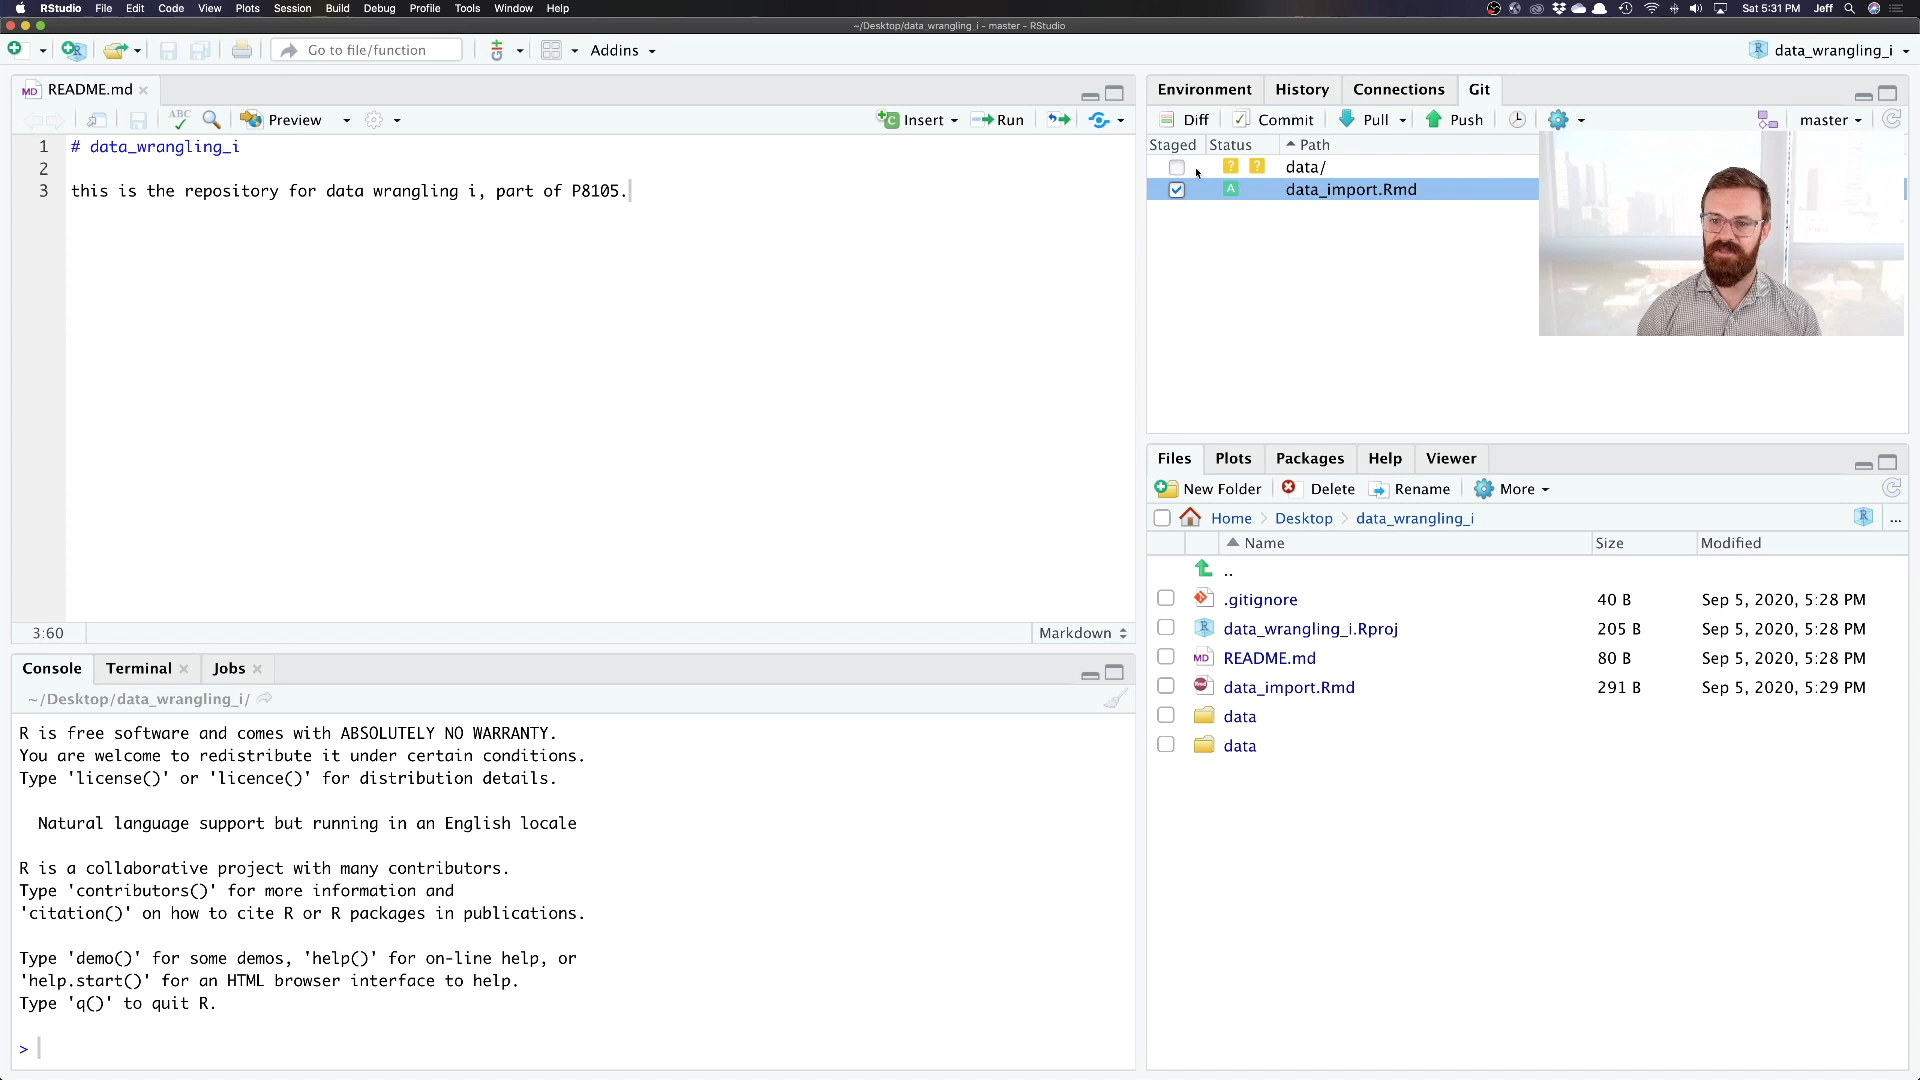 RStudio File Edit Code View Plots Session Build Debug Profile Tools Window Help
Sat 5:31 PM Jeff
~/Desktop/data_wrangling_i - master - RStudio
Go to file/function
Addins
data_wrangling_i
README.md
ABC Preview Insert Run
1 # data_wrangling_i
2
3 this is the repository for data wrangling i, part of P8105.
3:60 Markdown
Console Terminal Jobs
~/Desktop/data_wrangling_i/
R is free software and comes with ABSOLUTELY NO WARRANTY.
You are welcome to redistribute it under certain conditions.
Type 'license()' or 'licence()' for distribution details.
Natural language support but running in an English locale
R is a collaborative project with many contributors.
Type 'contributors()' for more information and
'citation()' on how to cite R or R packages in publications.
Type 'demo()' for some demos, 'help()' for on-line help, or
'help.start()' for an HTML browser interface to help.
Type 'q()' to quit R.
>
Environment History Connections Git
Diff Commit Pull Push master
Staged Status Path
? ? data/
A data_import.Rmd
Files Plots Packages Help Viewer
New Folder Delete Rename More
Home Desktop data_wrangling_i ...
Name Size Modified
..
.gitignore 40 B Sep 5, 2020, 5:28 PM
data_wrangling_i.Rproj 205 B Sep 5, 2020, 5:28 PM
MD README.md 80 B Sep 5, 2020, 5:28 PM
data_import.Rmd 291 B Sep 5, 2020, 5:29 PM
data
data